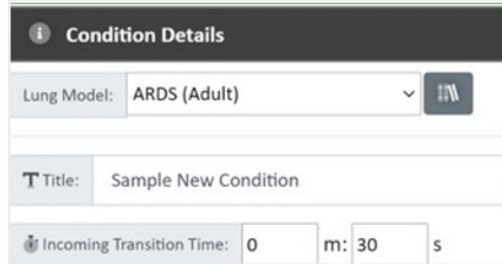 Condition Details
Lung Model: ARDS (Adult)
Title: Sample New Condition
Incoming Transition Time: 0 m: 30 s